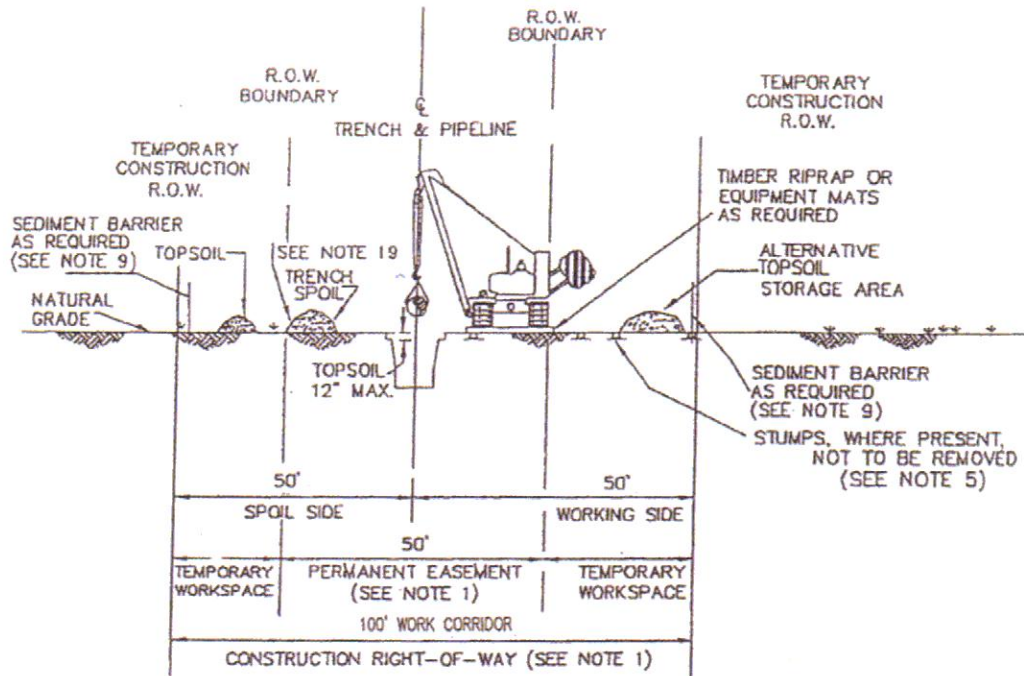 R.O.W.
BOUNDARY
R.O.W.
BOUNDARY
TEMPORARY
CONSTRUCTION
R.O.W.
℄
TRENCH & PIPELINE
TEMPORARY
CONSTRUCTION
R.O.W.
TIMBER RIPRAP OR
EQUIPMENT MATS
AS REQUIRED
SEDIMENT BARRIER
AS REQUIRED
(SEE NOTE 9)
TOPSOIL
SEE NOTE 19
TRENCH
SPOIL
ALTERNATIVE
TOPSOIL
STORAGE AREA
NATURAL
GRADE
TOPSOIL
12" MAX.
SEDIMENT BARRIER
AS REQUIRED
(SEE NOTE 9)
STUMPS, WHERE PRESENT,
NOT TO BE REMOVED
(SEE NOTE 5)
50'
50'
SPOIL SIDE
WORKING SIDE
50'
TEMPORARY
WORKSPACE
PERMANENT EASEMENT
(SEE NOTE 1)
TEMPORARY
WORKSPACE
100' WORK CORRIDOR
CONSTRUCTION RIGHT-OF-WAY (SEE NOTE 1)